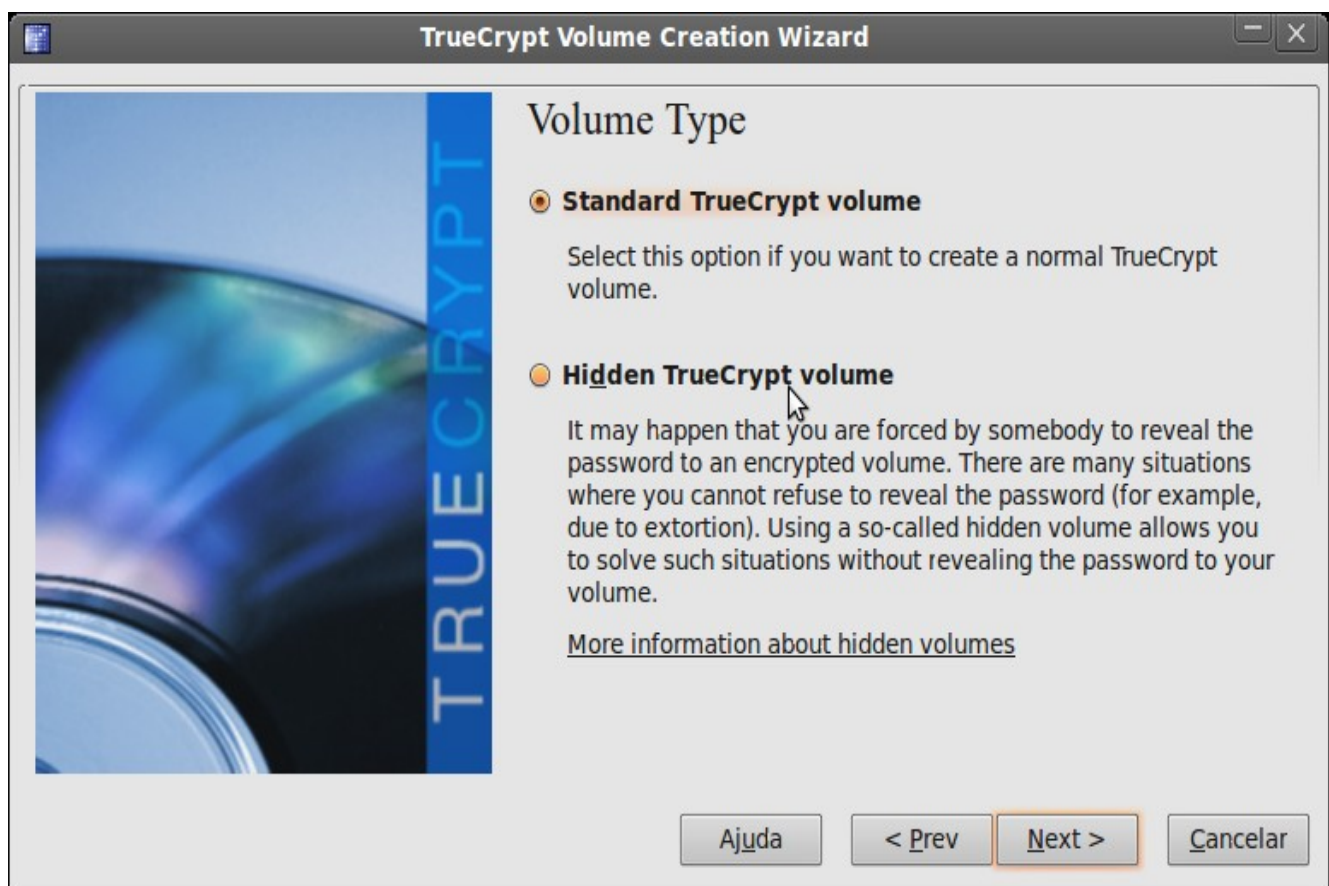 TrueCrypt Volume Creation Wizard
TRUECRYPT
Volume Type
Standard TrueCrypt volume
Select this option if you want to create a normal TrueCrypt
volume.
Hidden TrueCrypt volume
It may happen that you are forced by somebody to reveal the
password to an encrypted volume. There are many situations
where you cannot refuse to reveal the password (for example,
due to extortion). Using a so-called hidden volume allows you
to solve such situations without revealing the password to your
volume.
More information about hidden volumes
Ajuda
< Prev
Next >
Cancelar